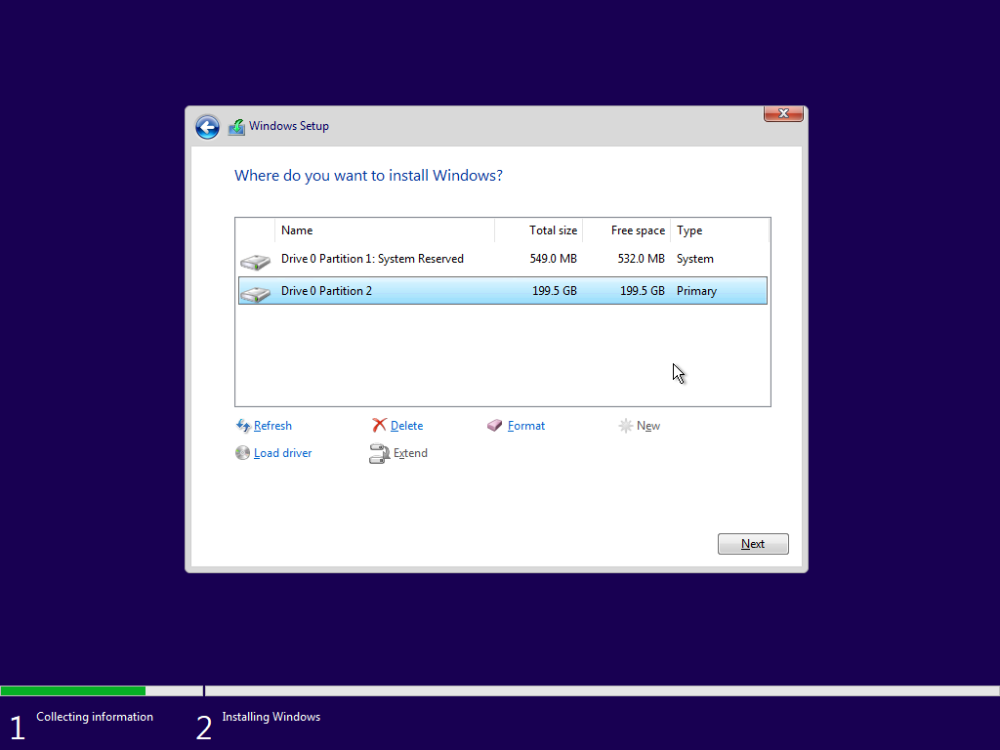 Windows Setup
Where do you want to install Windows?
Name Total size Free space Type
Drive 0 Partition 1: System Reserved 549.0 MB 532.0 MB System
Drive 0 Partition 2 199.5 GB 199.5 GB Primary
Refresh Delete Format New
Load driver Extend
Next
1 Collecting information 2 Installing Windows